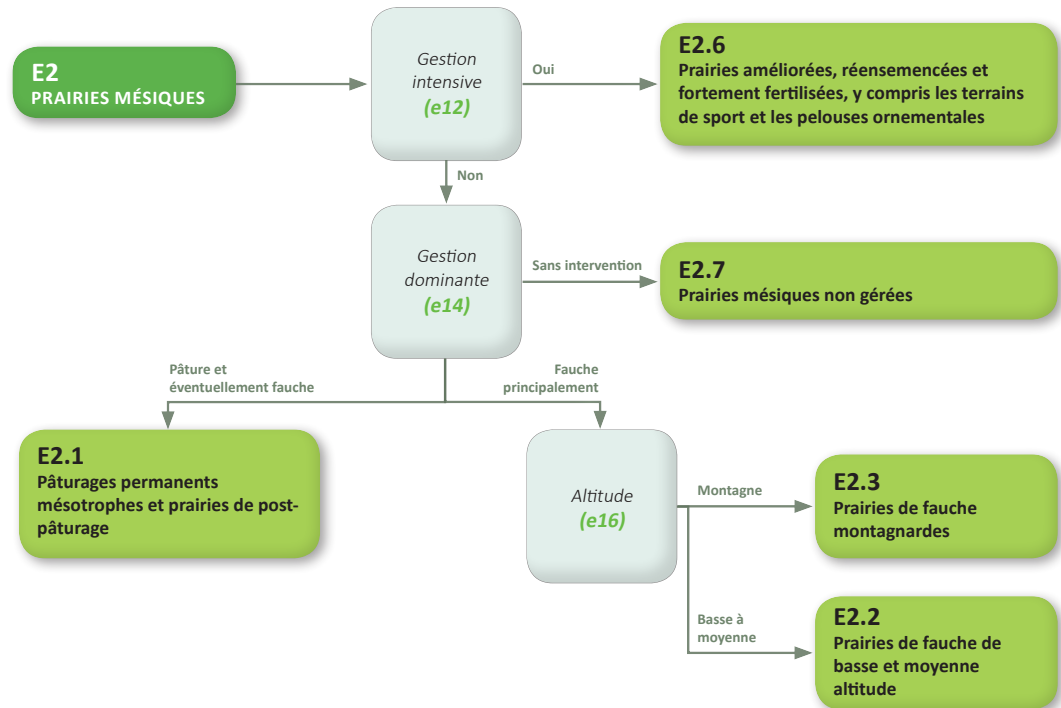 E2
PRAIRIES MÉSIQUES
Gestion
intensive
(e12)
Oui
E2.6
Prairies améliorées, réensemencées et
fortement fertilisées, y compris les terrains
de sport et les pelouses ornementales
Non
Gestion
dominante
(e14)
Sans intervention
E2.7
Prairies mésiques non gérées
Pâture et
éventuellement fauche
Fauche
principalement
E2.1
Pâturages permanents
mésotrophes et prairies de post-
pâturage
Altitude
(e16)
Montagne
E2.3
Prairies de fauche
montagnardes
Basse à
moyenne
E2.2
Prairies de fauche de
basse et moyenne
altitude